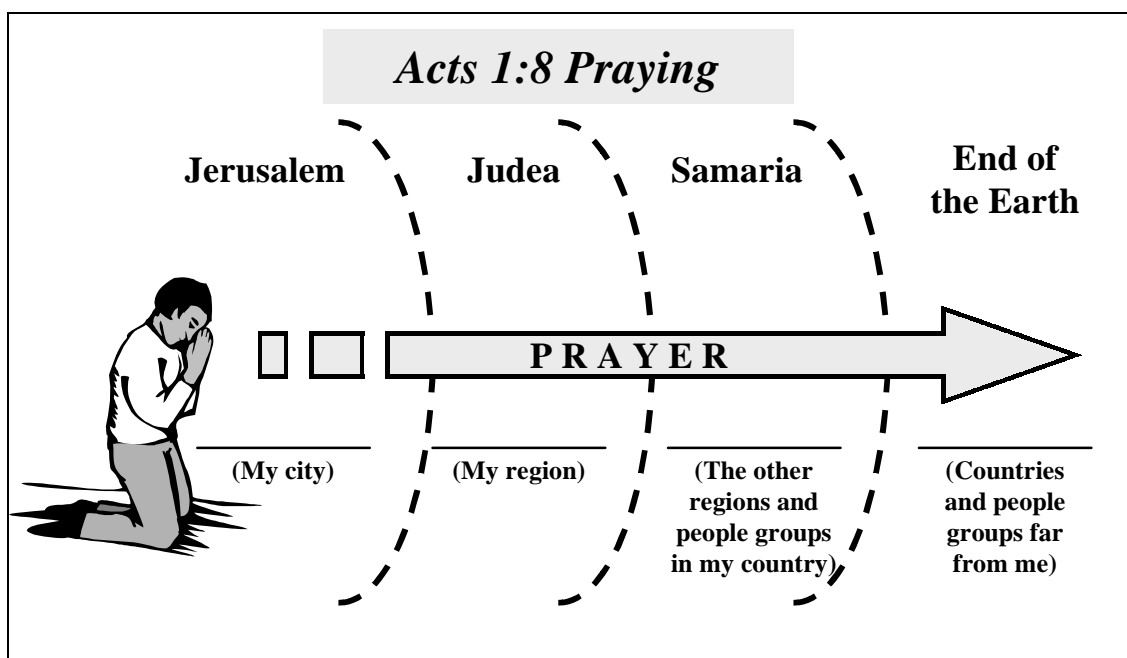 Acts 1:8 Praying
Jerusalem
Judea
Samaria
End of
the Earth
P R A Y E R
(My city)
(My region)
(The other
regions and
people groups
in my country)
(Countries
and people
groups far
from me)